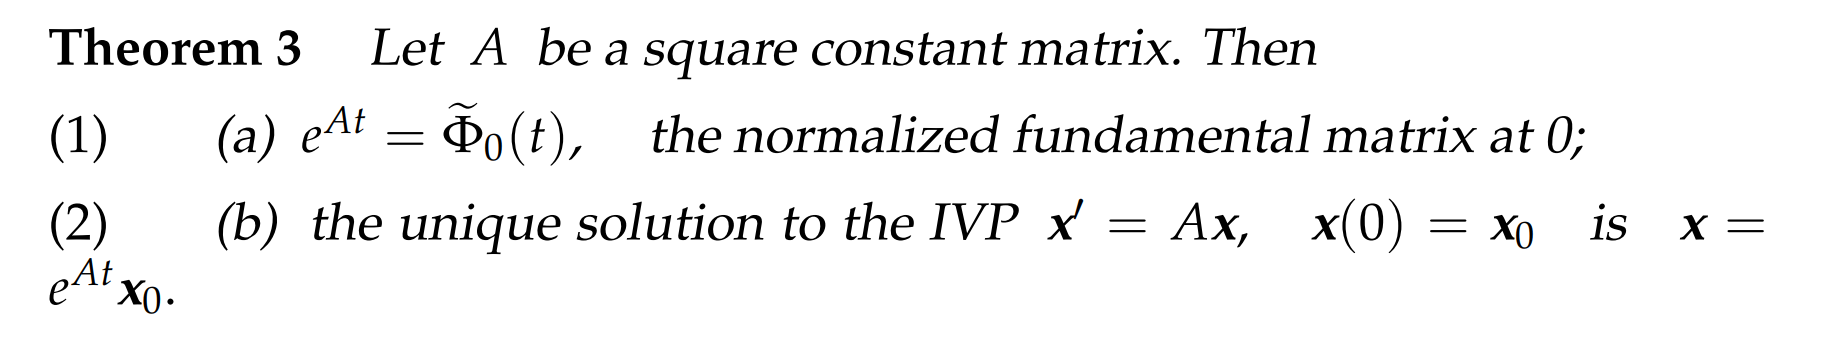 Theorem 3 Let A be a square constant matrix. Then
(1) (a) e^{At} = \widetilde{Φ}_0(t), the normalized fundamental matrix at 0;
(2) (b) the unique solution to the IVP x′ = Ax, x(0) = x_0 is x =
e^{At} x_0.